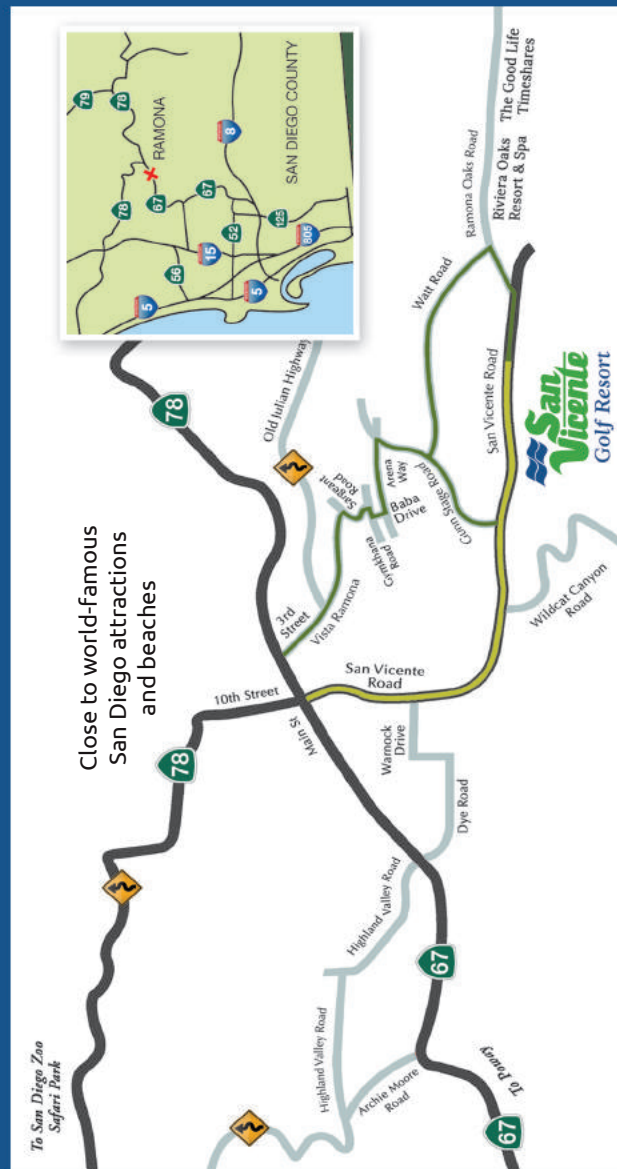 Close to world-famous
San Diego attractions
and beaches
To San Diego Zoo
Safari Park
78
10th Street
Main St
78
79
78
78
RAMONA
67
67
56
15
52
8
5
5
805
125
SAN DIEGO COUNTY
Old Julian Highway
3rd
Street
Vista Ramona
Sargeant
Road
Gymkhana
Road
Baba
Drive
Arena
Way
Gunn Stage Road
Watt Road
Ramona Oaks Road
Riviera Oaks
Resort & Spa
The Good Life
Timeshares
San Vicente
Road
San Vicente Road
San
Vicente
Golf Resort
Wildcat Canyon
Road
Warnock
Drive
Dye Road
Highland Valley Road
Highland Valley Road
Archie Moore
Road
67
To Poway
67